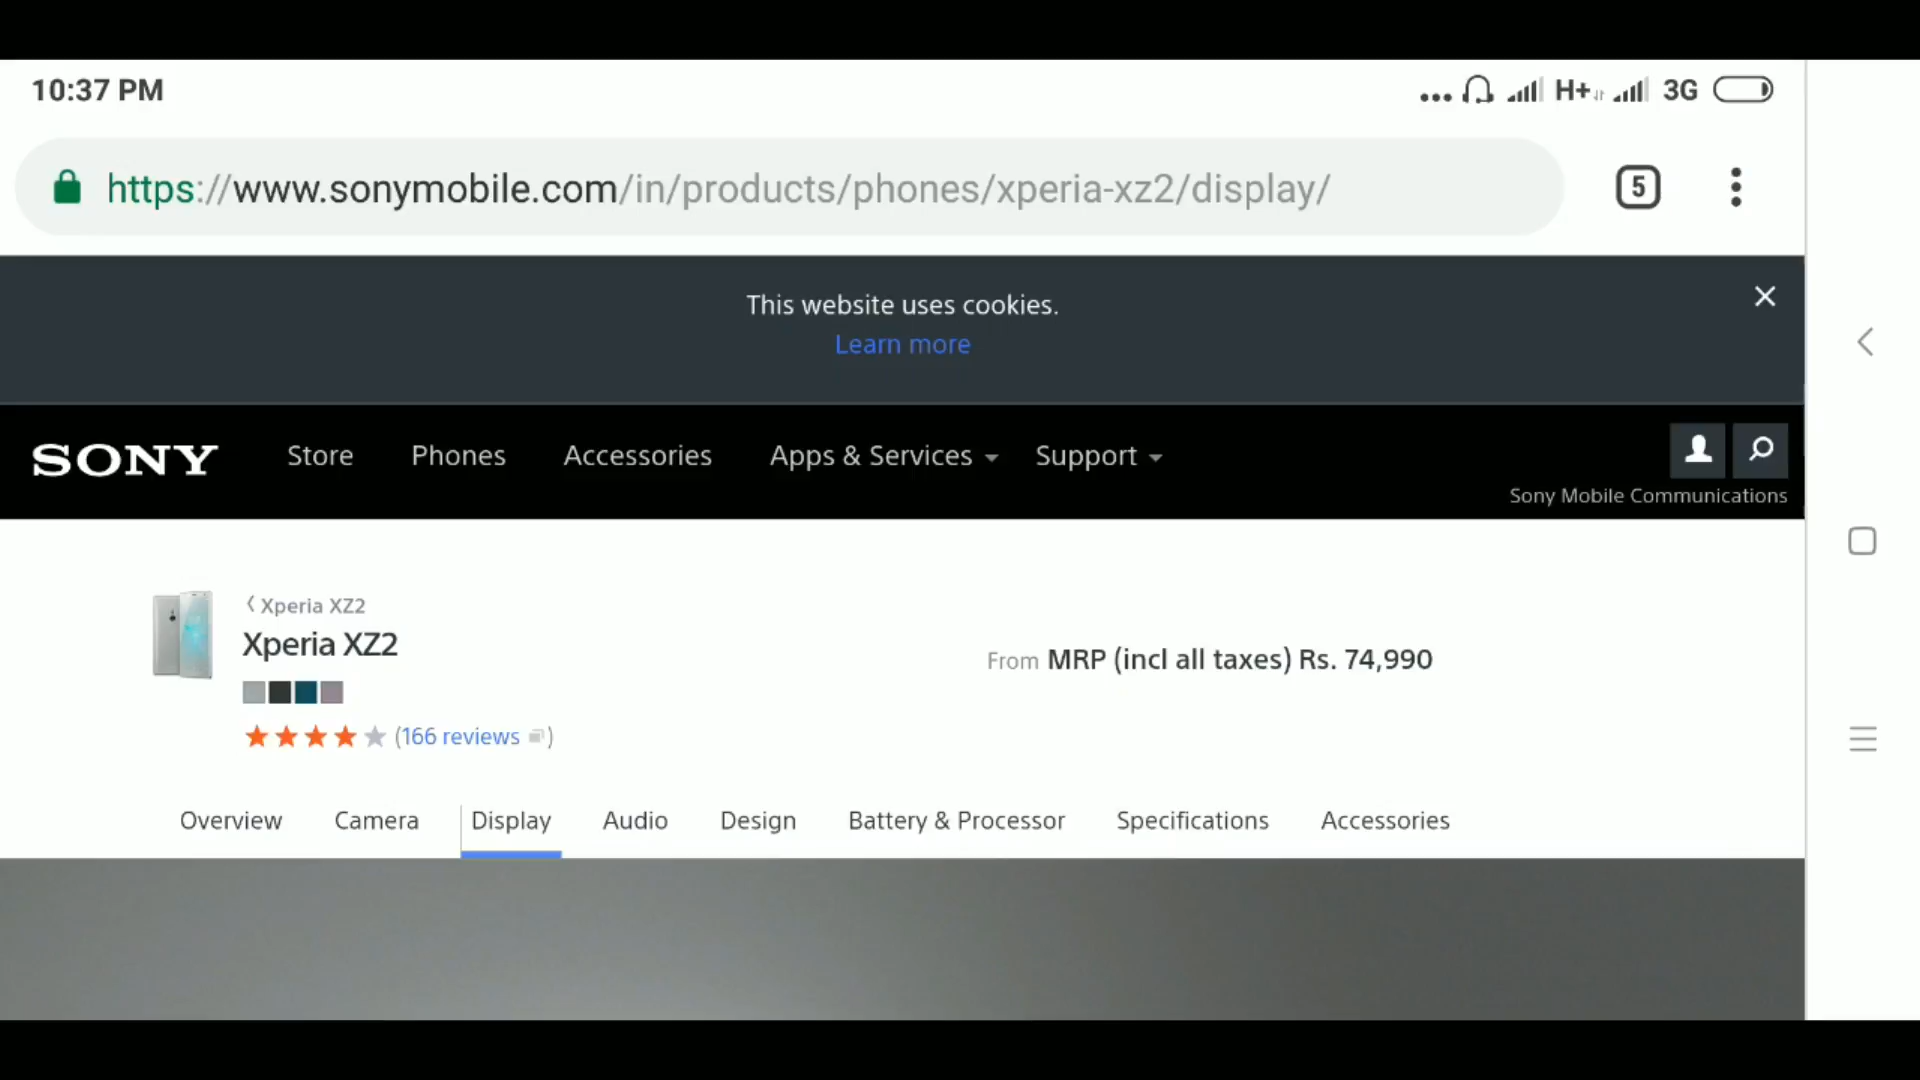 10:37 PM
... H+ 3G
https://www.sonymobile.com/in/products/phones/xperia-xz2/display/
5
This website uses cookies.
Learn more
SONY Store Phones Accessories Apps & Services Support
Sony Mobile Communications
Xperia XZ2
Xperia XZ2
From MRP (incl all taxes) Rs. 74,990
(166 reviews)
Overview Camera Display Audio Design Battery & Processor Specifications Accessories